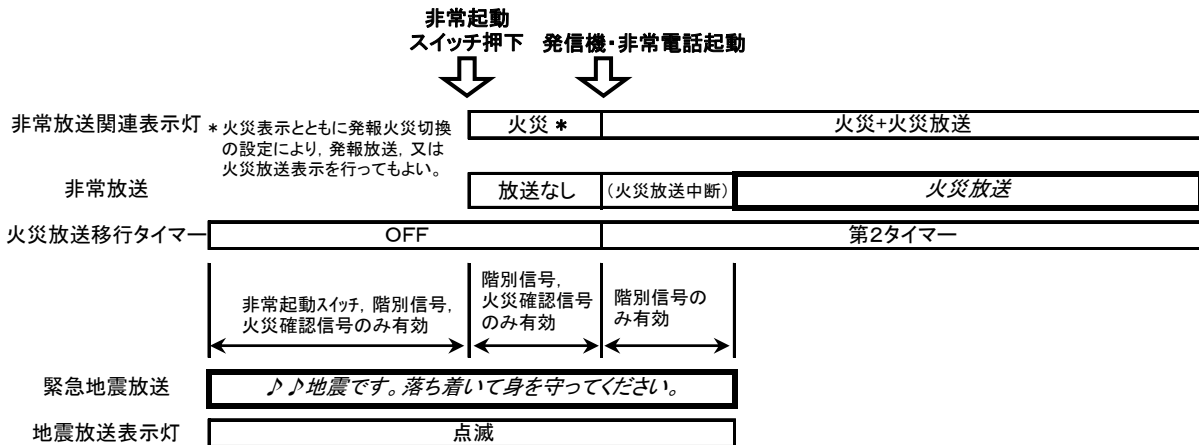 非常起動
スイッチ押下
発信機・非常電話起動
非常放送関連表示灯
*火災表示とともに発報火災切換
の設定により, 発報放送, 又は
火災放送表示を行ってもよい。
火災 *
火災+火災放送
非常放送
放送なし
(火災放送中断)
火災放送
火災放送移行タイマー
OFF
第2タイマー
非常起動スイッチ, 階別信号,
火災確認信号のみ有効
階別信号,
火災確認信号
のみ有効
階別信号の
み有効
緊急地震放送
♪♪地震です。落ち着いて身を守ってください。
地震放送表示灯
点滅